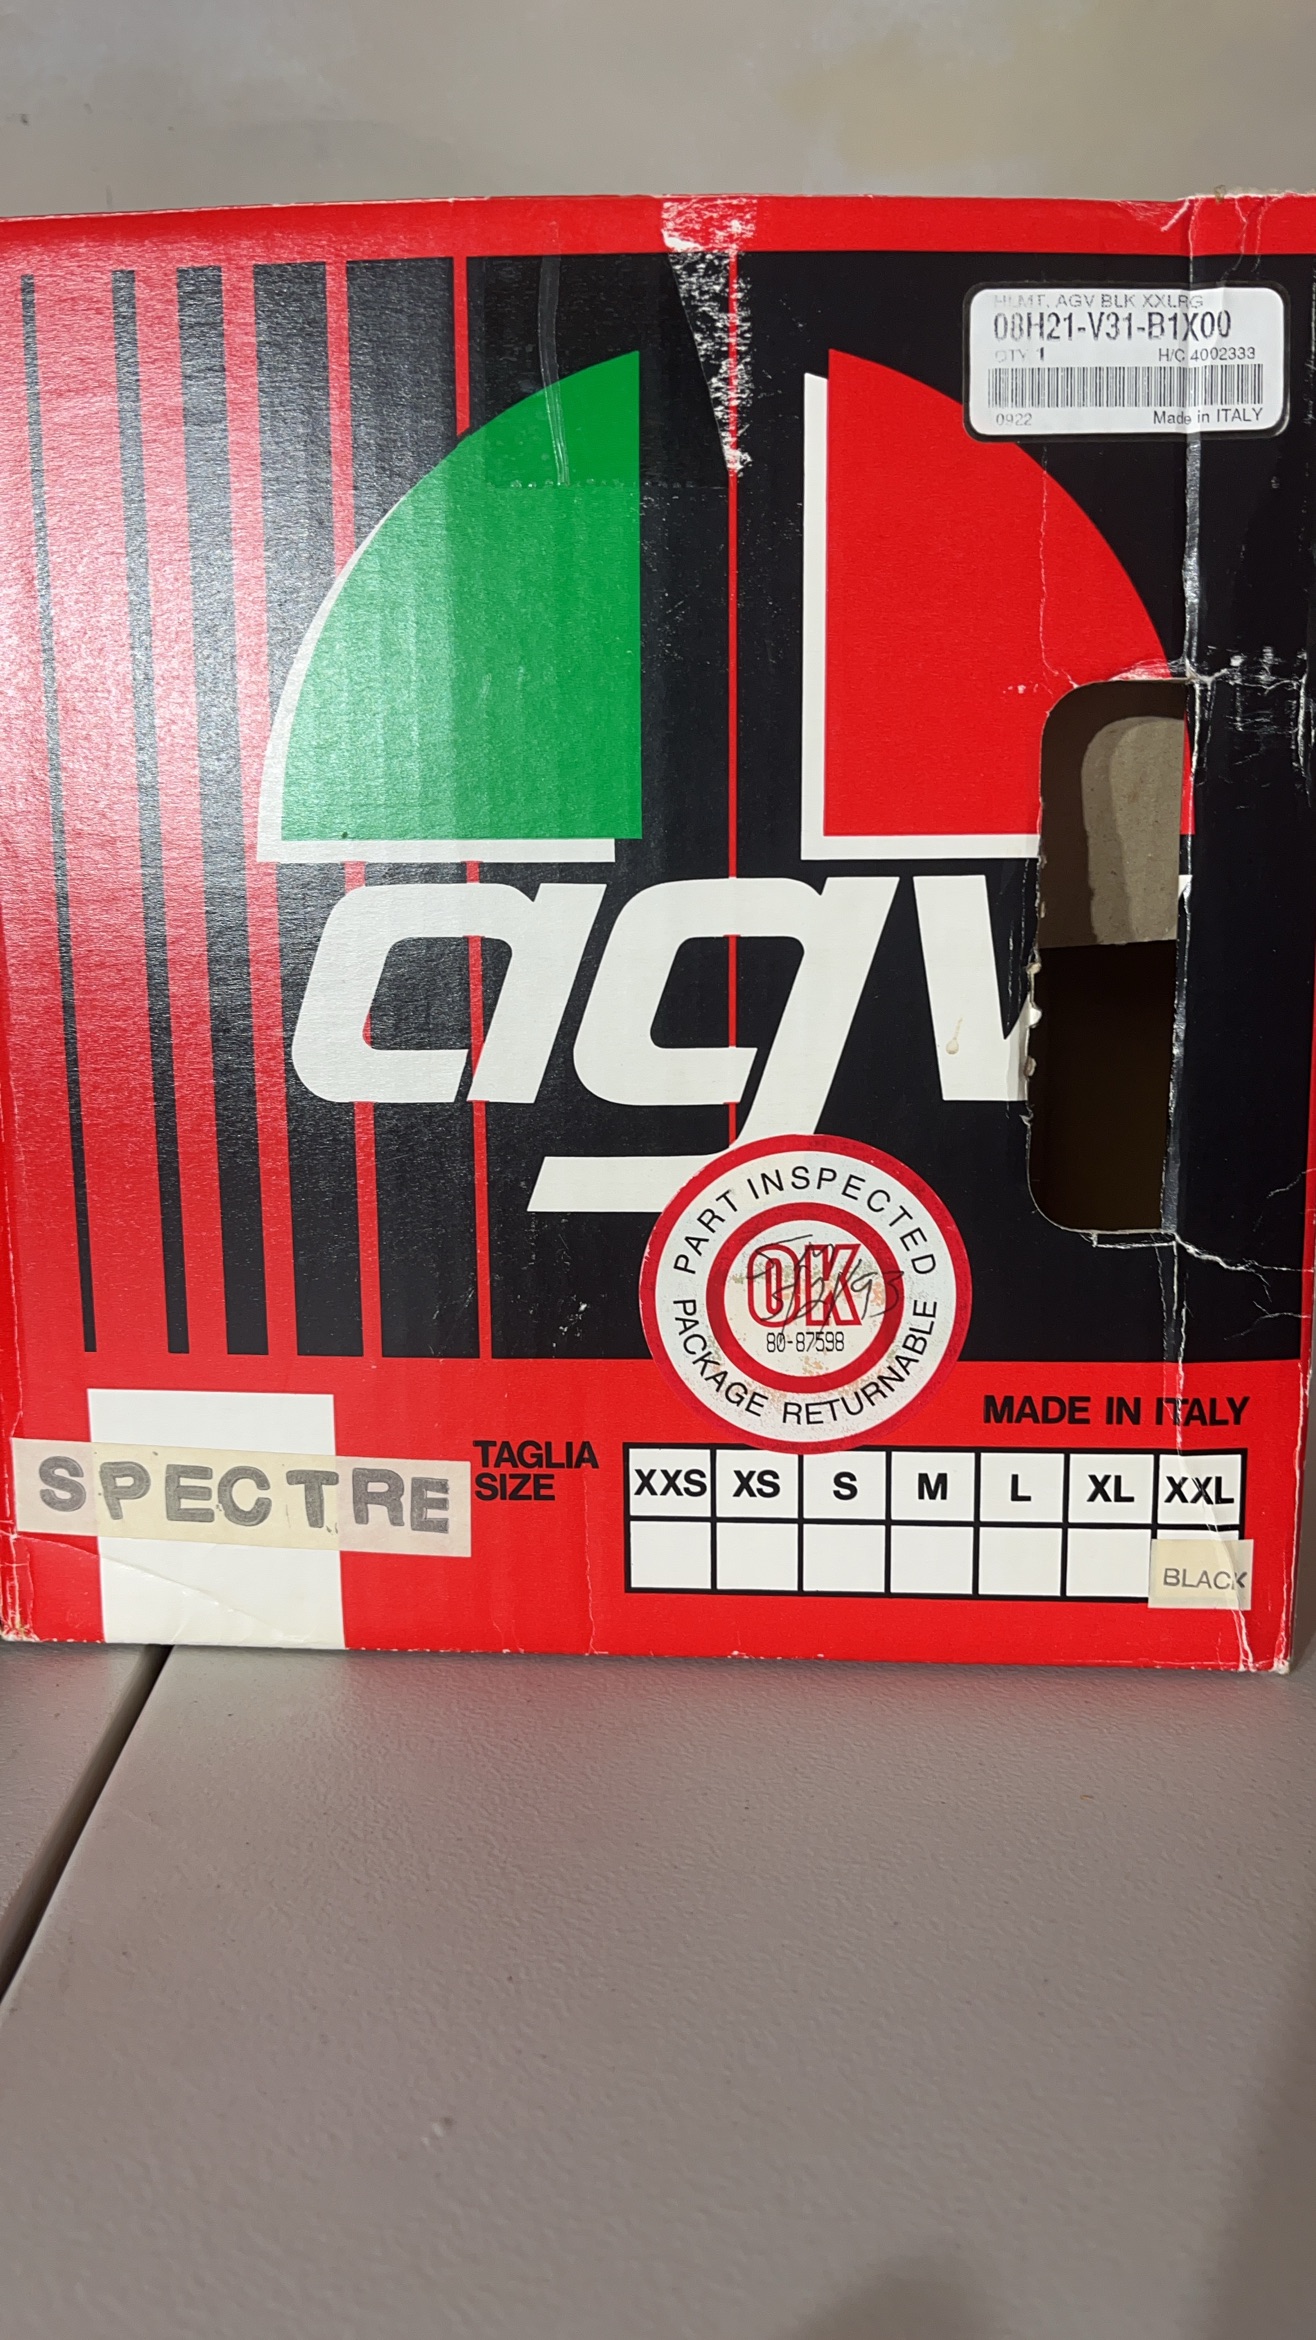 HLMT, AGV BLK XXLRG
08H21-V31-B1X00
QTY 1 H/C 4002333
0922 Made in ITALY
agv
PART INSPECTED
OK
80-87598
PACKAGE RETURNABLE
MADE IN ITALY
SPECTRE
TAGLIA
SIZE
XXS XS S M L XL XXL
BLACK